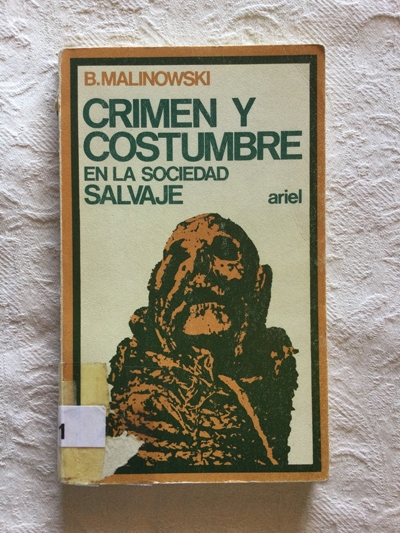 B. MALINOWSKI
CRIMEN Y
COSTUMBRE
EN LA SOCIEDAD
SALVAJE
ariel
1